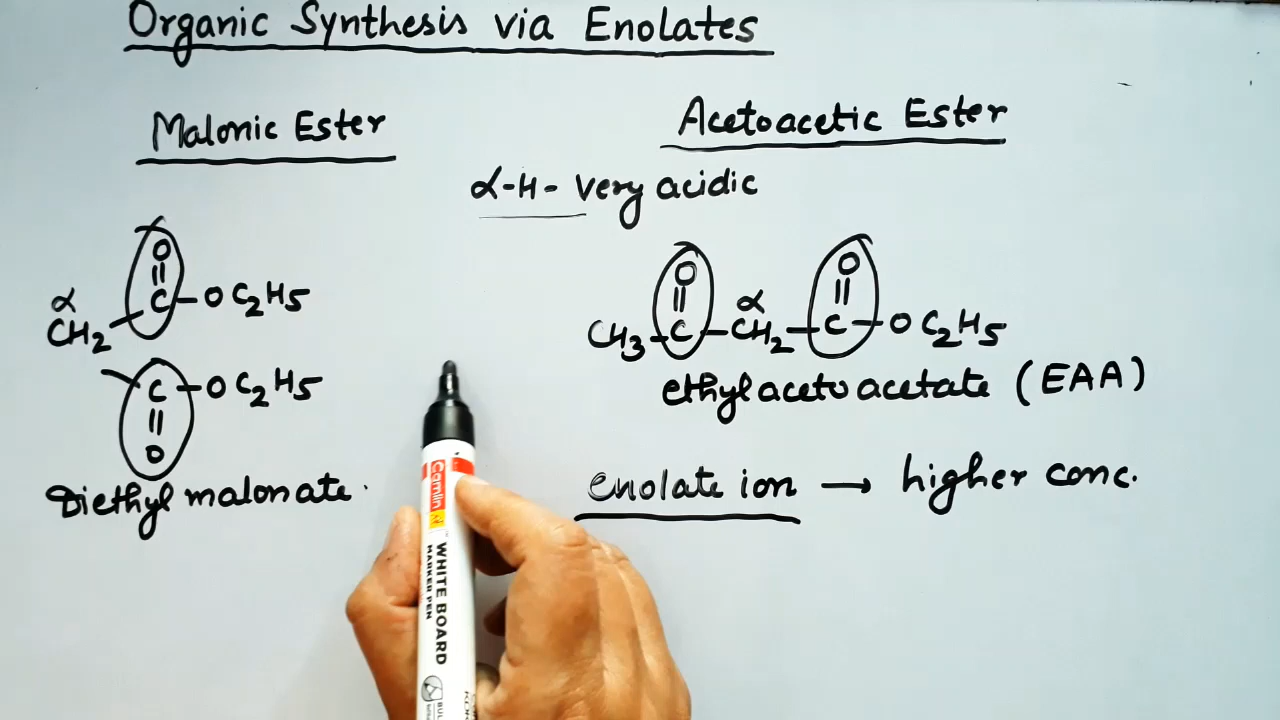 Organic Synthesis via Enolates
Malonic Ester
Acetoacetic Ester
α-H- Very acidic
O
||
α C-OC2H5
CH2
C-OC2H5
||
O
Diethyl malonate.
O O
|| α ||
CH3-C-CH2-C-OC2H5
ethylacetoacetate (EAA)
enolate ion → higher conc.
Camlin
WHITE BOARD
MARKER PEN